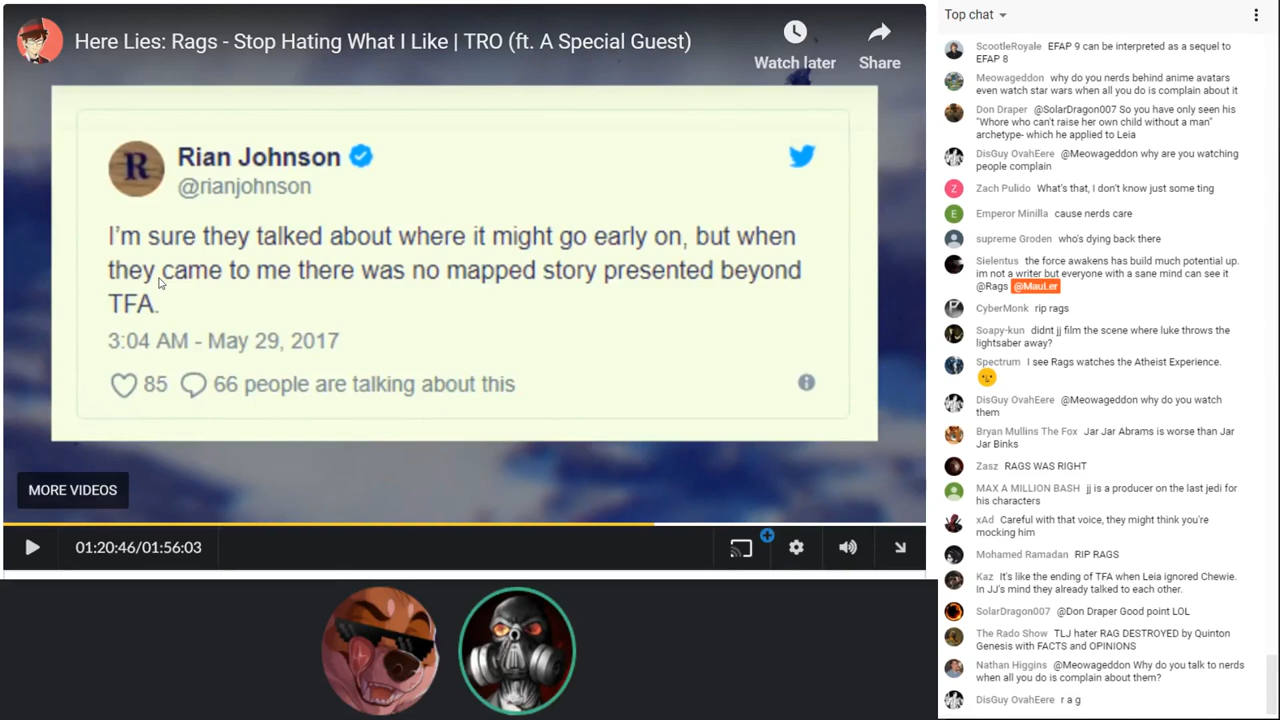 Here Lies: Rags - Stop Hating What I Like | TRO (ft. A Special Guest)
Watch later
Share
R
Rian Johnson
@rianjohnson
I'm sure they talked about where it might go early on, but when
they came to me there was no mapped story presented beyond
TFA.
3:04 AM - May 29, 2017
85
66 people are talking about this
MORE VIDEOS
01:20:46/01:56:03
Top chat
ScootleRoyale EFAP 9 can be interpreted as a sequel to
EFAP 8
Meowageddon why do you nerds behind anime avatars
even watch star wars when all you do is complain about it
Don Draper @SolarDragon007 So you have only seen his
"Whore who can't raise her own child without a man"
archetype- which he applied to Leia
DisGuy OvahEere @Meowageddon why are you watching
people complain
Z
Zach Pulido What's that, I don't know just some ting
E
Emperor Minilla cause nerds care
supreme Groden who's dying back there
Sielentus the force awakens has build much potential up.
im not a writer but everyone with a sane mind can see it
@Rags @MauLer
CyberMonk rip rags
Soapy-kun didnt jj film the scene where luke throws the
lightsaber away?
Spectrum I see Rags watches the Atheist Experience.
DisGuy OvahEere @Meowageddon why do you watch
them
Bryan Mullins The Fox Jar Jar Abrams is worse than Jar
Jar Binks
Zasz RAGS WAS RIGHT
MAX A MILLION BASH jj is a producer on the last jedi for
his characters
xAd Careful with that voice, they might think you're
mocking him
Mohamed Ramadan RIP RAGS
Kaz It's like the ending of TFA when Leia ignored Chewie.
In JJ's mind they already talked to each other.
SolarDragon007 @Don Draper Good point LOL
The Rado Show TLJ hater RAG DESTROYED by Quinton
Genesis with FACTS and OPINIONS
Nathan Higgins @Meowageddon Why do you talk to nerds
when all you do is complain about them?
DisGuy OvahEere r a g